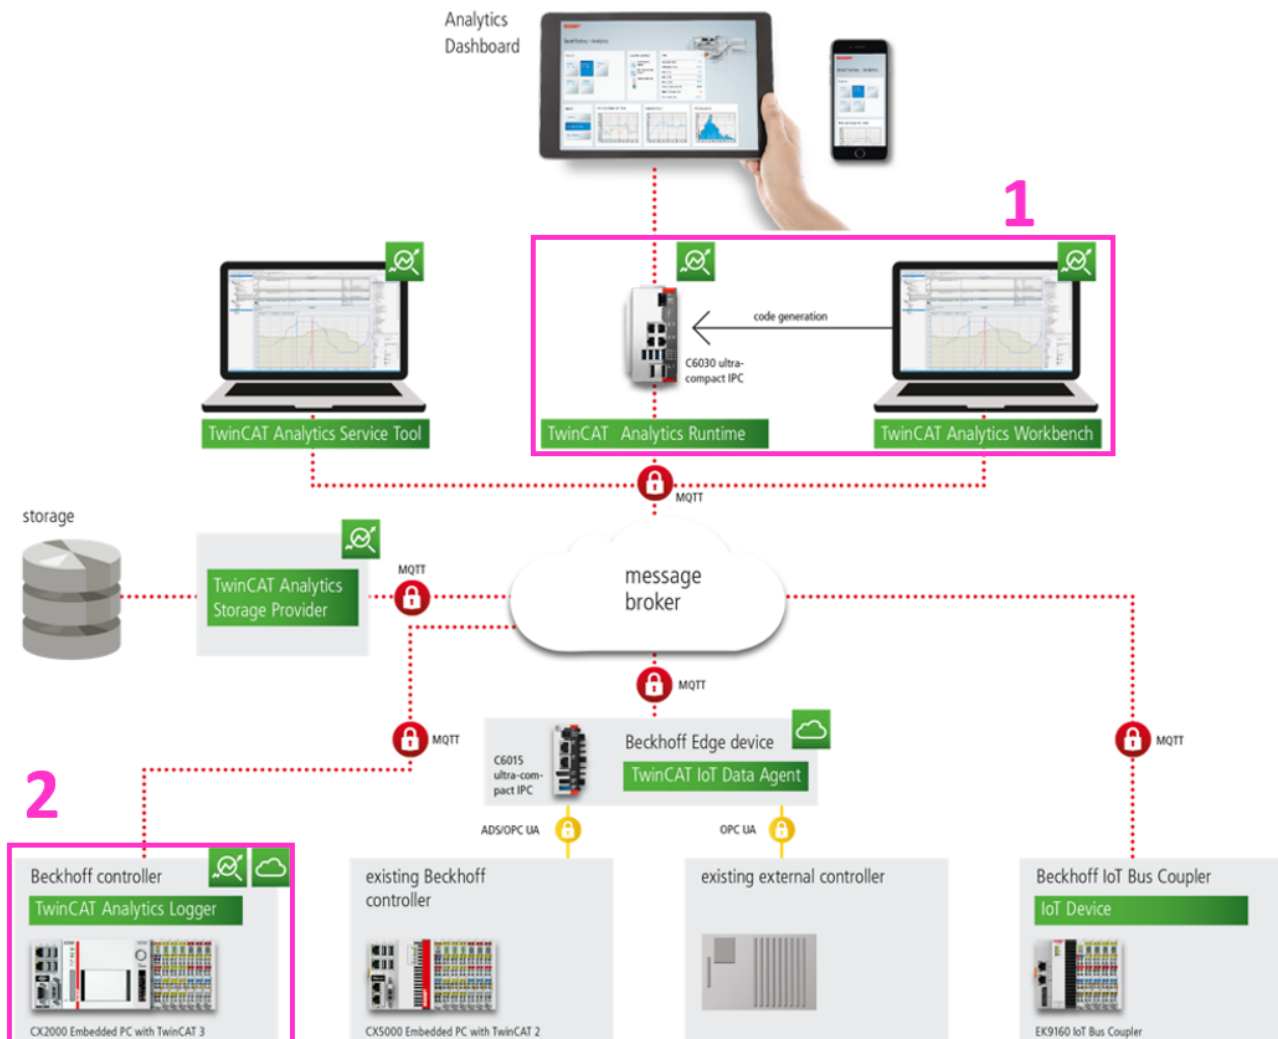 Analytics
Dashboard
1
code generation
C6030 ultra-
compact IPC
TwinCAT Analytics Service Tool
TwinCAT Analytics Runtime
TwinCAT Analytics Workbench
MQTT
storage
TwinCAT Analytics
Storage Provider
MQTT
message
broker
MQTT
MQTT
MQTT
2
C6015
ultra-com-
pact IPC
Beckhoff Edge device
TwinCAT IoT Data Agent
ADS/OPC UA
OPC UA
Beckhoff controller
TwinCAT Analytics Logger
CX2000 Embedded PC with TwinCAT 3
existing Beckhoff
controller
CX5000 Embedded PC with TwinCAT 2
existing external controller
Beckhoff IoT Bus Coupler
IoT Device
EK9160 IoT Bus Coupler